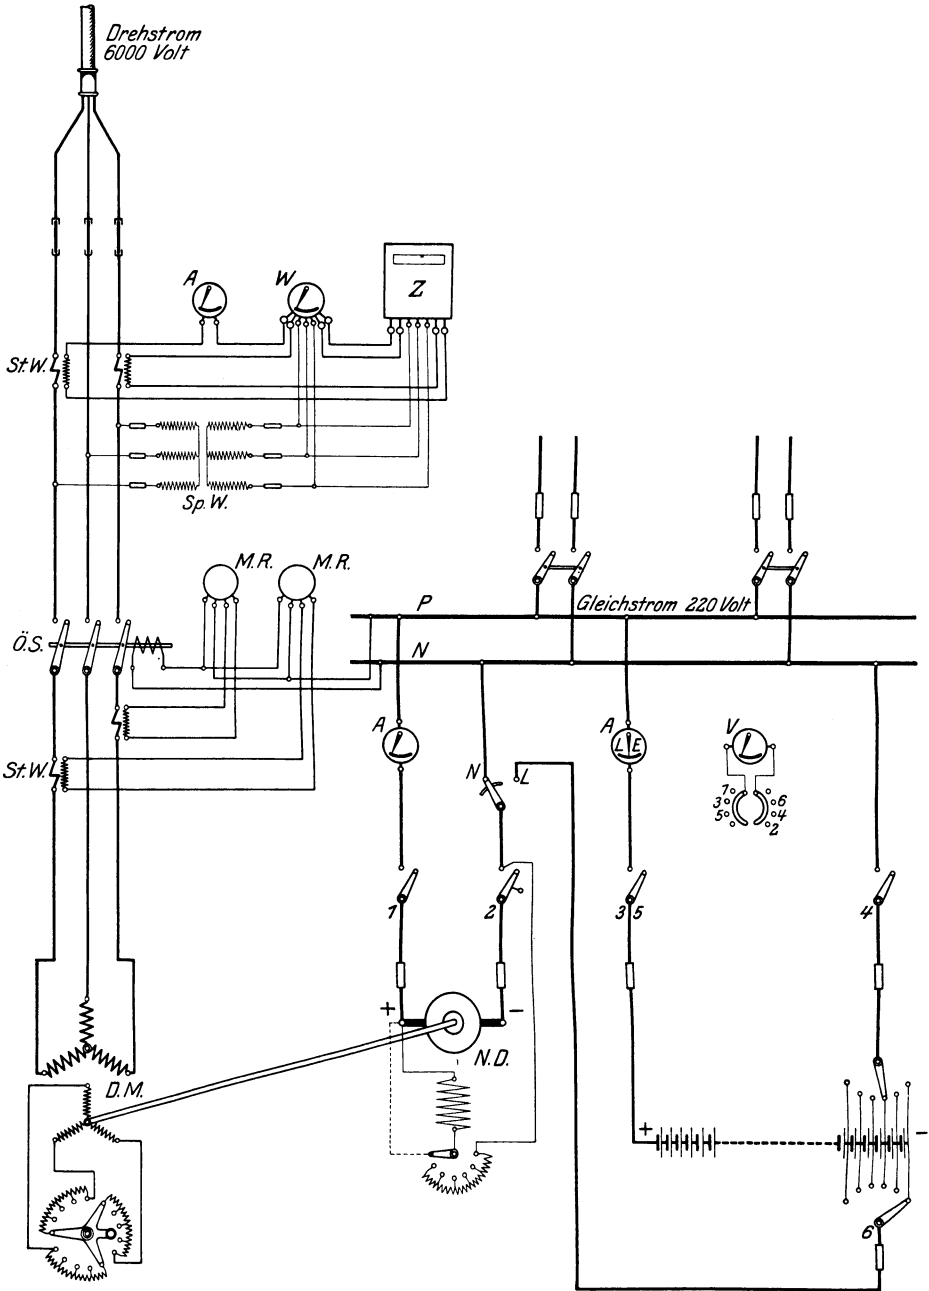 Drehstrom
6000 Volt
A
W
Z
St.W.
Sp.W.
M.R.
M.R.
P
Gleichstrom 220 Volt
Ö.S.
N
A
A
L E
V
St.W.
N
L
1
3
5
6
4
2
1
2
3 5
4
+
-
N.D.
D.M.
+
-
6